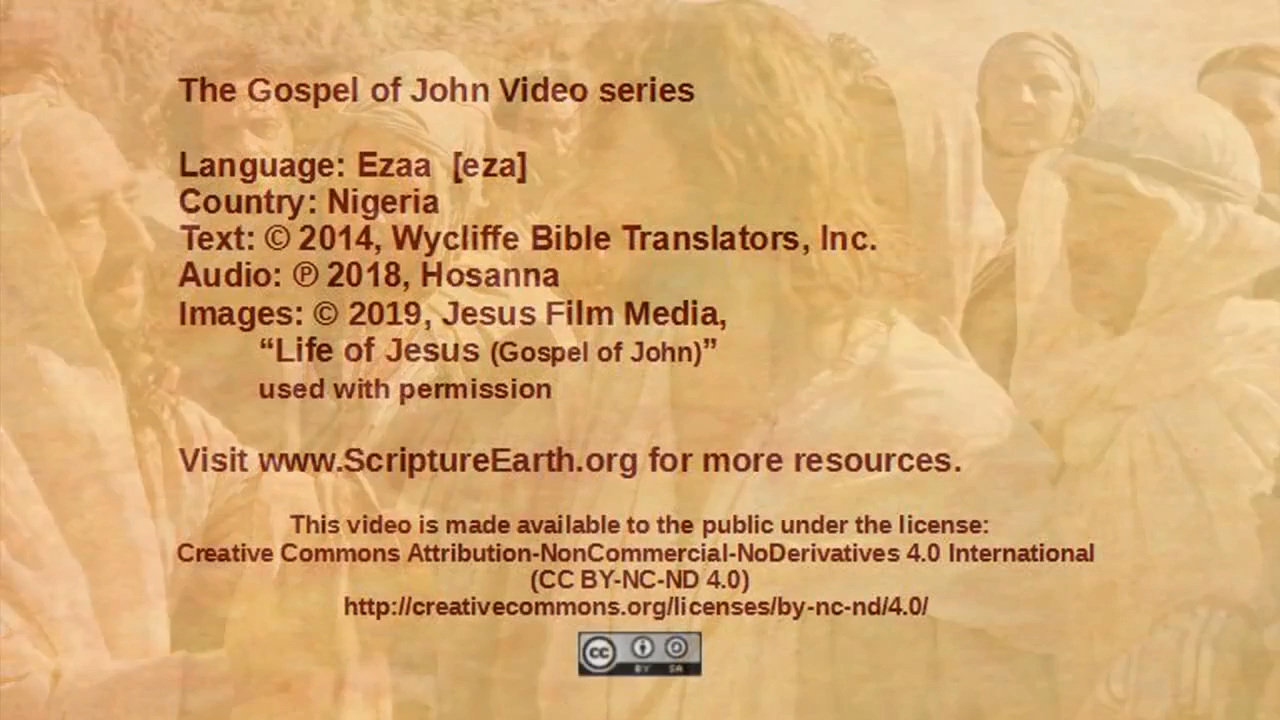 The Gospel of John Video series
Language: Ezaa [eza]
Country: Nigeria
Text: © 2014, Wycliffe Bible Translators, Inc.
Audio: ℗ 2018, Hosanna
Images: © 2019, Jesus Film Media,
“Life of Jesus (Gospel of John)”
used with permission
Visit www.ScriptureEarth.org for more resources.
This video is made available to the public under the license:
Creative Commons Attribution-NonCommercial-NoDerivatives 4.0 International
(CC BY-NC-ND 4.0)
http://creativecommons.org/licenses/by-nc-nd/4.0/
cc BY SA